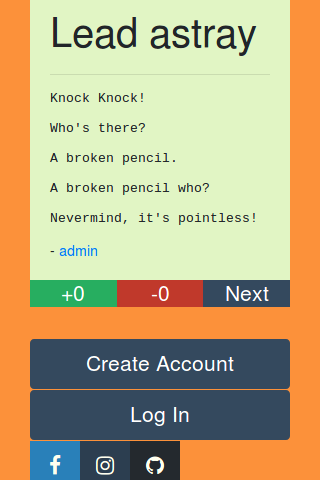 Lead astray
Knock Knock!
Who's there?
A broken pencil.
A broken pencil who?
Nevermind, it's pointless!
- admin
+0 -0 Next
Create Account
Log In